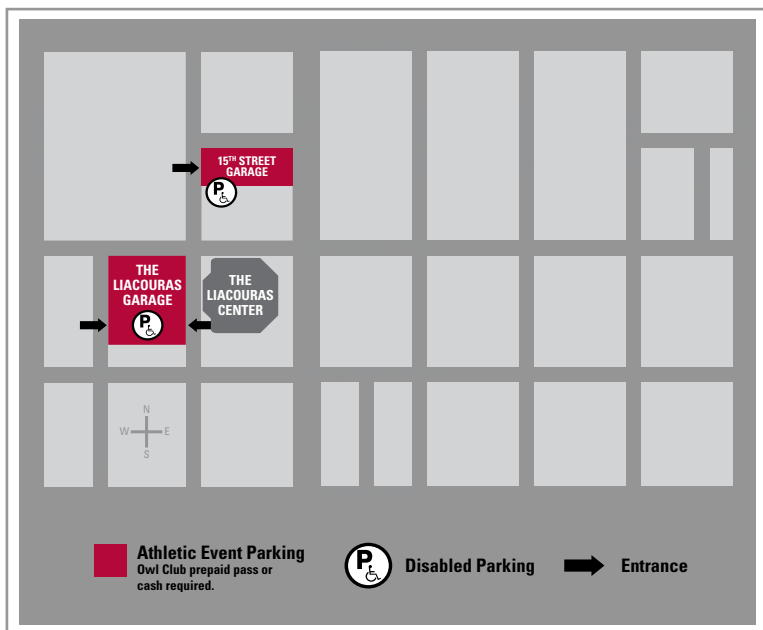 15TH STREET
GARAGE
P
THE
LIACOURAS
GARAGE
P
THE
LIACOURAS
CENTER
N
W E
S
Athletic Event Parking
Owl Club prepaid pass or
cash required.
P
Disabled Parking
Entrance